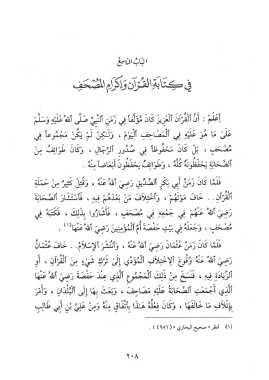 الباب التاسع
في كتابة القرآن وإكرام المصحف
اعْلَمْ : أَنَّ القُرْآنَ العَزِيزَ كَانَ مُؤَلَّفاً فِي زَمَنِ النَّبِيِّ صَلَّى اللهُ عَلَيْهِ وَسَلَّمَ
عَلَىٰ مَا هُوَ عَلَيْهِ فِي المَصَاحِفِ اليَوْمَ ، وَلَـٰكِنْ لَمْ يَكُنْ مَجْمُوعاً فِي
مُصْحَفٍ ، بَلْ كَانَ مَحْفُوظاً فِي صُدُورِ الرِّجَالِ ، وَكَانَ طَوَائِفُ مِنَ
الصَّحَابَةِ يَحْفَظُونَهُ كُلَّهُ ، وَطَوَائِفُ يَحْفَظُونَ أَبْعَاضاً مِنْهُ .
فَلَمَّا كَانَ زَمَنُ أَبِي بَكْرٍ الصِّدِّيقِ رَضِيَ اللهُ عَنْهُ ، وَقُتِلَ كَثِيرٌ مِنْ حَمَلَةِ
القُرْآنِ .. خَافَ مَوْتَهُمْ ، وَاخْتِلَافَ مَنْ بَعْدَهُمْ فِيهِ ، فَاسْتَشَارَ الصَّحَابَةَ
رَضِيَ اللهُ عَنْهُمْ فِي جَمْعِهِ فِي مُصْحَفٍ ، فَأَشَارُوا بِذَلِكَ ، فَكَتَبَهُ فِي
مُصْحَفٍ ، وَجَعَلَهُ فِي بَيْتِ حَفْصَةَ أُمِّ المُؤْمِنِينَ رَضِيَ اللهُ عَنْهَا (١) .
فَلَمَّا كَانَ زَمَنُ عُثْمَانَ رَضِيَ اللهُ عَنْهُ ، وَانْتَشَرَ الإِسْلَامُ .. خَافَ عُثْمَانُ
رَضِيَ اللهُ عَنْهُ وُقُوعَ الِاخْتِلَافِ المُؤَدِّي إِلَىٰ تَرْكِ شَيْءٍ مِنَ القُرْآنِ ، أَوِ
الزِّيَادَةِ فِيهِ ، فَنَسَخَ مِنْ ذَلِكَ المَجْمُوعِ الَّذِي عِنْدَ حَفْصَةَ رَضِيَ اللهُ عَنْهَا
الَّذِي أَجْمَعَتِ الصَّحَابَةُ عَلَيْهِ مَصَاحِفَ ، وَبَعَثَ بِهَا إِلَى البُلْدَانِ ، وَأَمَرَ
بِإِتْلَافِ مَا خَالَفَهَا ، وَكَانَ فِعْلُهُ هَـٰذَا بِاتِّفَاقٍ مِنْهُ وَمِنْ عَلِيِّ بْنِ أَبِي طَالِبٍ
(١) انظر « صحيح البخاري » ( ٤٩٨٦ ) .
٢٠٨